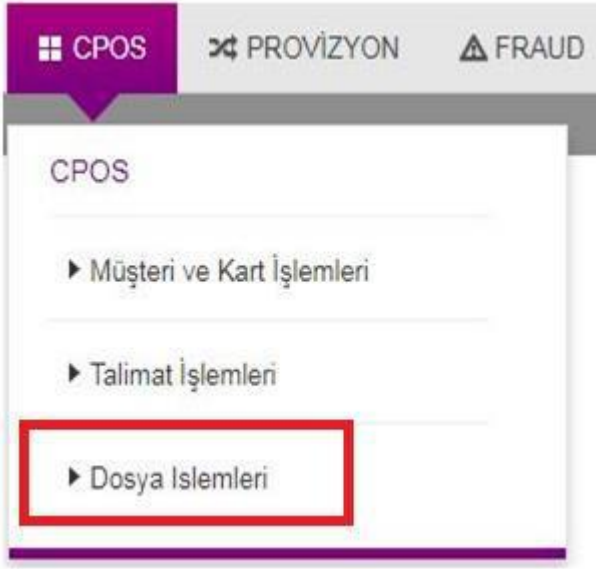 CPOS PROVİZYON FRAUD
CPOS
Müşteri ve Kart İşlemleri
Talimat İşlemleri
Dosya Islemleri